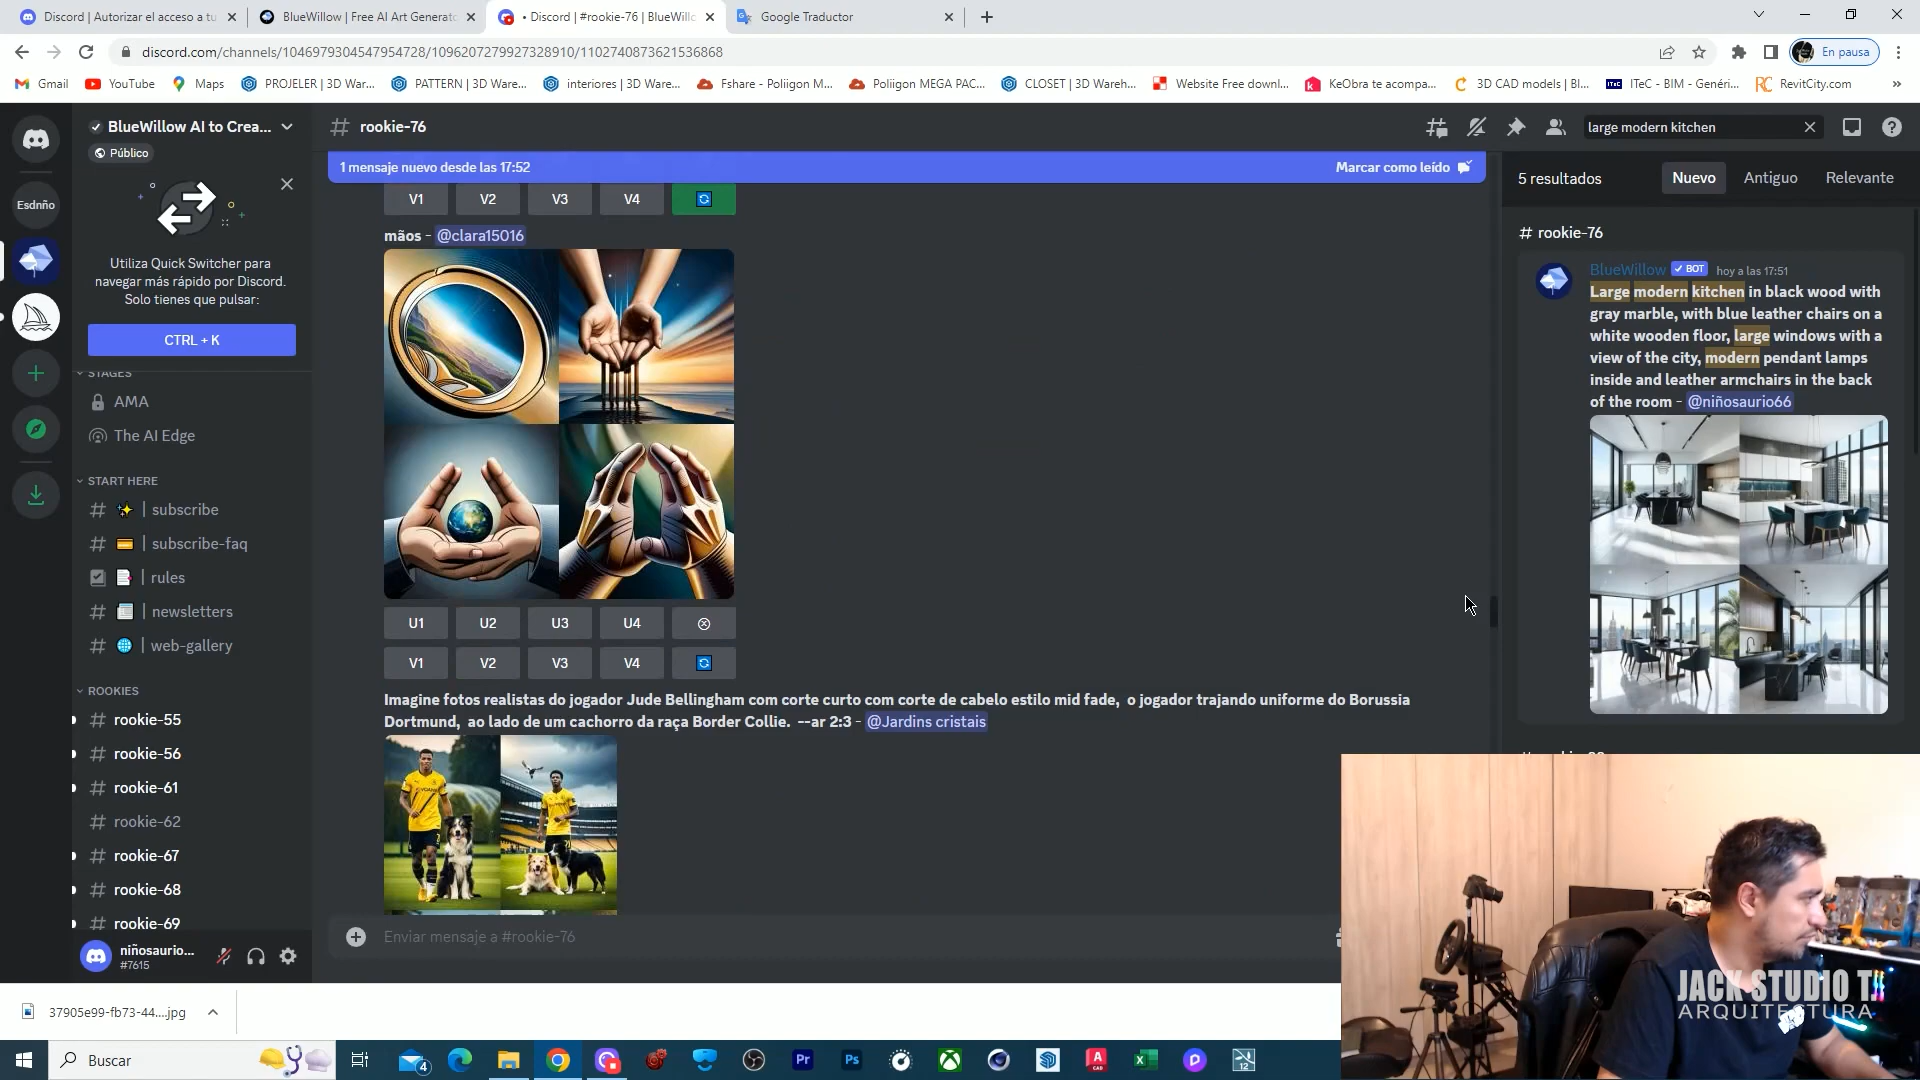 Discord | Autorizar el acceso a tu
BlueWillow | Free AI Art Generato
• Discord | #rookie-76 | BlueWillo
Google Traductor
discord.com/channels/1046979304547954728/1096207279927328910/1102740873621536868
En pausa
Gmail
YouTube
Maps
PROJELER | 3D War...
PATTERN | 3D Ware...
interiores | 3D Ware...
Fshare - Poliigon M...
Poliigon MEGA PAC...
CLOSET | 3D Wareh...
Website Free downl...
KeObra te acompa...
3D CAD models | Bl...
ITeC - BIM - Genéri...
RevitCity.com
»
BlueWillow AI to Crea...
Público
Esdnño
Utiliza Quick Switcher para
navegar más rápido por Discord.
Solo tienes que pulsar:
CTRL + K
STAGES
AMA
The AI Edge
START HERE
subscribe
subscribe-faq
rules
newsletters
web-gallery
ROOKIES
rookie-55
rookie-56
rookie-61
rookie-62
rookie-67
rookie-68
rookie-69
niñosaurio...
#7615
rookie-76
large modern kitchen
1 mensaje nuevo desde las 17:52
Marcar como leído
V1 V2 V3 V4
mãos - @clara15016
U1 U2 U3 U4
V1 V2 V3 V4
Imagine fotos realistas do jogador Jude Bellingham com corte curto com corte de cabelo estilo mid fade, o jogador trajando uniforme do Borussia
Dortmund, ao lado de um cachorro da raça Border Collie. --ar 2:3 - @Jardins cristais
Enviar mensaje a #rookie-76
5 resultados
Nuevo
Antiguo
Relevante
# rookie-76
BlueWillow BOT hoy a las 17:51
Large modern kitchen in black wood with
gray marble, with blue leather chairs on a
white wooden floor, large windows with a
view of the city, modern pendant lamps
inside and leather armchairs in the back
of the room - @niñosaurio66
JACK STUDIO T.
ARQUITECTURA
37905e99-fb73-44....jpg
Buscar
4
Pr
Ps
A
CAD
12